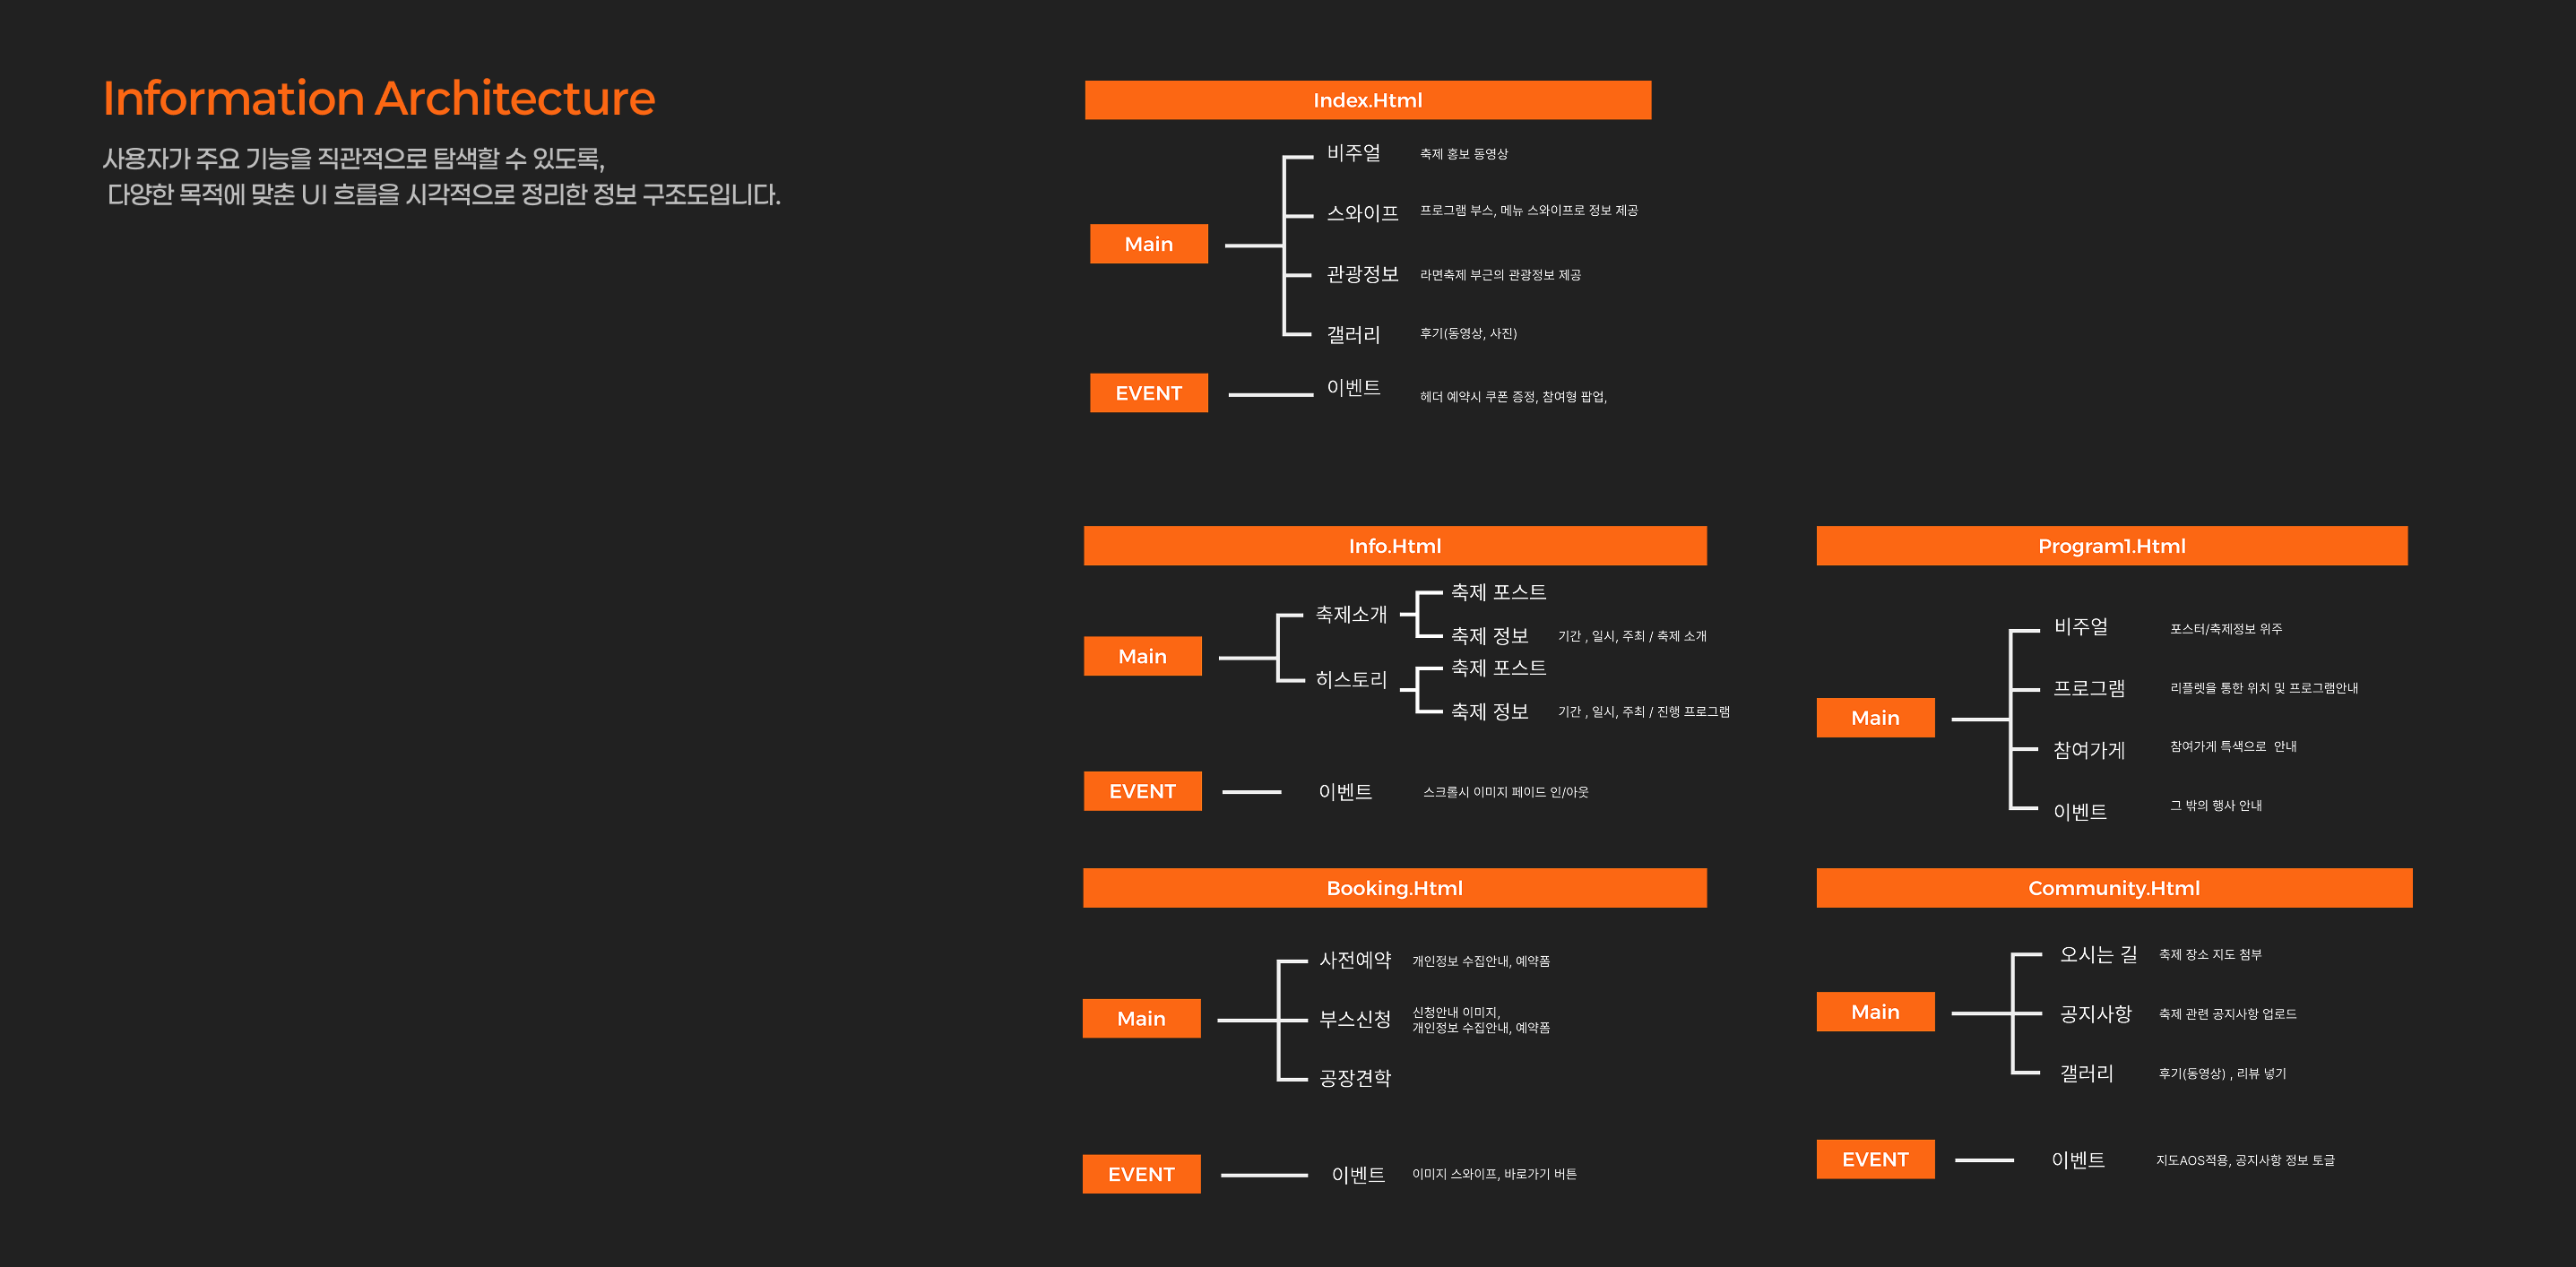 Information Architecture
사용자가 주요 기능을 직관적으로 탐색할 수 있도록,
다양한 목적에 맞춘 UI 흐름을 시각적으로 정리한 정보 구조도입니다.
Index.Html
Main
비주얼 축제 홍보 동영상
스와이프 프로그램 부스, 메뉴 스와이프로 정보 제공
관광정보 라면축제 부근의 관광정보 제공
갤러리 후기(동영상, 사진)
EVENT
이벤트 헤더 예약시 쿠폰 증정, 참여형 팝업,
Info.Html
Main
축제소개
축제 포스트
축제 정보 기간 , 일시, 주최 / 축제 소개
히스토리
축제 포스트
축제 정보 기간 , 일시, 주최 / 진행 프로그램
EVENT
이벤트 스크롤시 이미지 페이드 인/아웃
Program1.Html
Main
비주얼 포스터/축제정보 위주
프로그램 리플렛을 통한 위치 및 프로그램안내
참여가게 참여가게 특색으로 안내
이벤트 그 밖의 행사 안내
Booking.Html
Main
사전예약 개인정보 수집안내, 예약폼
부스신청 신청안내 이미지,
개인정보 수집안내, 예약폼
공장견학
EVENT
이벤트 이미지 스와이프, 바로가기 버튼
Community.Html
Main
오시는 길 축제 장소 지도 첨부
공지사항 축제 관련 공지사항 업로드
갤러리 후기(동영상) , 리뷰 넣기
EVENT
이벤트 지도AOS적용, 공지사항 정보 토글